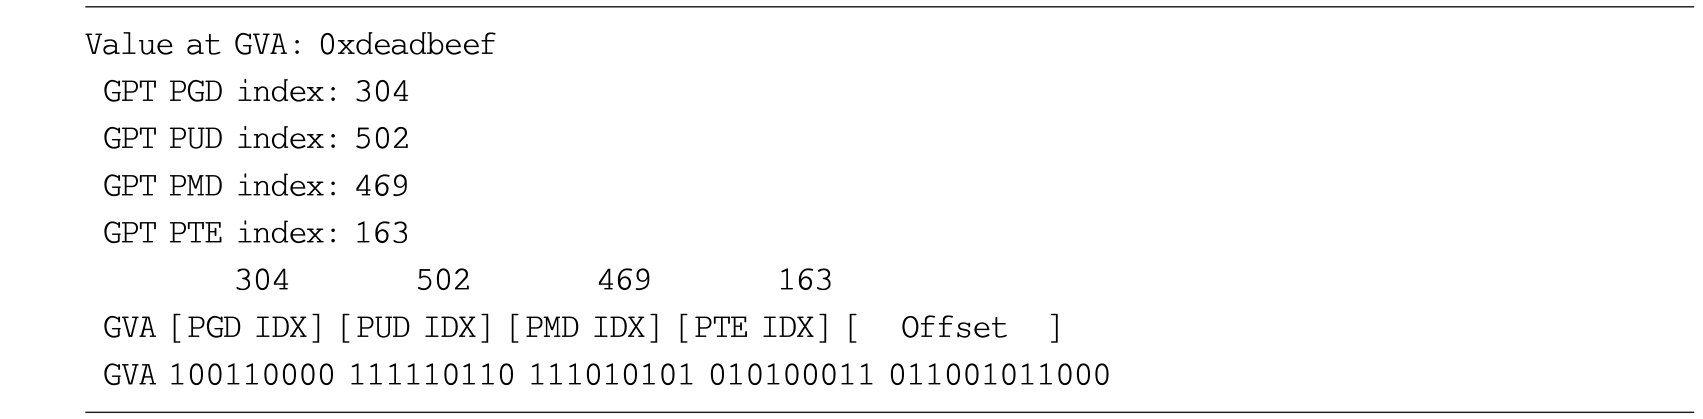 Value at GVA: 0xdeadbeef
GPT PGD index: 304
GPT PUD index: 502
GPT PMD index: 469
GPT PTE index: 163
304 502 469 163
GVA [PGD IDX] [PUD IDX] [PMD IDX] [PTE IDX] [ Offset ]
GVA 100110000 111110110 111010101 010100011 011001011000